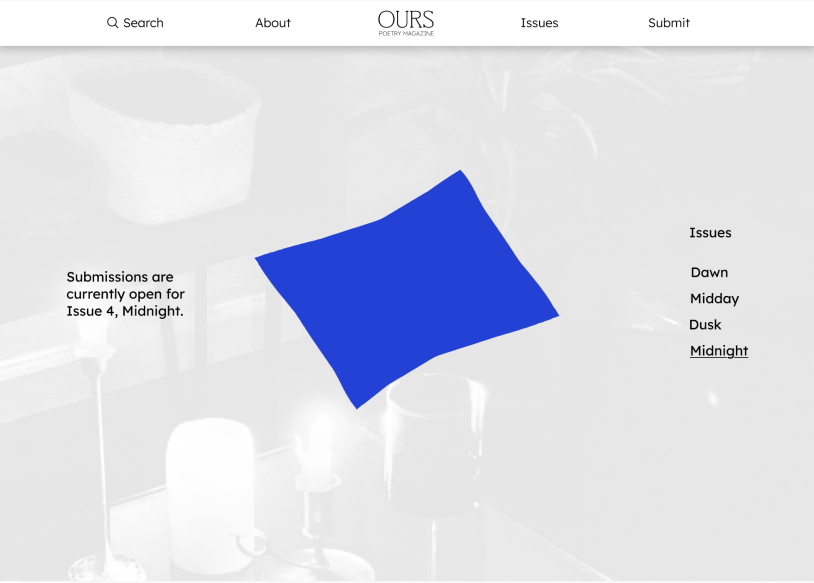 Search
About
OURS
POETRY MAGAZINE
Issues
Submit
Submissions are
currently open for
Issue 4, Midnight.
Issues
Dawn
Midday
Dusk
Midnight